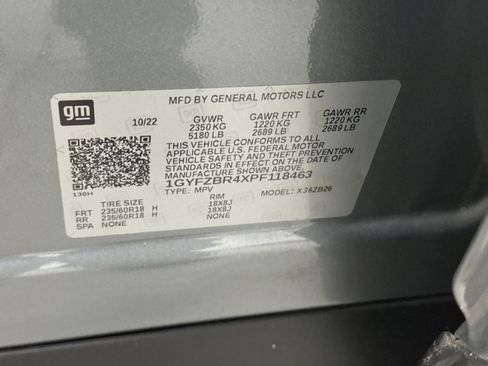 gm
MFD BY GENERAL MOTORS LLC
10/22 GVWR GAWR FRT GAWR RR
2350 KG 1220 KG 1220 KG
5180 LB 2689 LB 2689 LB
THIS VEHICLE CONFORMS TO ALL
APPLICABLE U.S. FEDERAL MOTOR
VEHICLE SAFETY AND THEFT PREVENTION
STANDARDS IN EFFECT ON THE DATE OF
MANUFACTURE SHOWN ABOVE.
1GYFZBR4XPF118463
130H TYPE: MPV MODEL: X36ZB26
RIM
FRT 235/60R18 H 18X8J
RR 235/60R18 H 18X8J
SPA NONE NONE